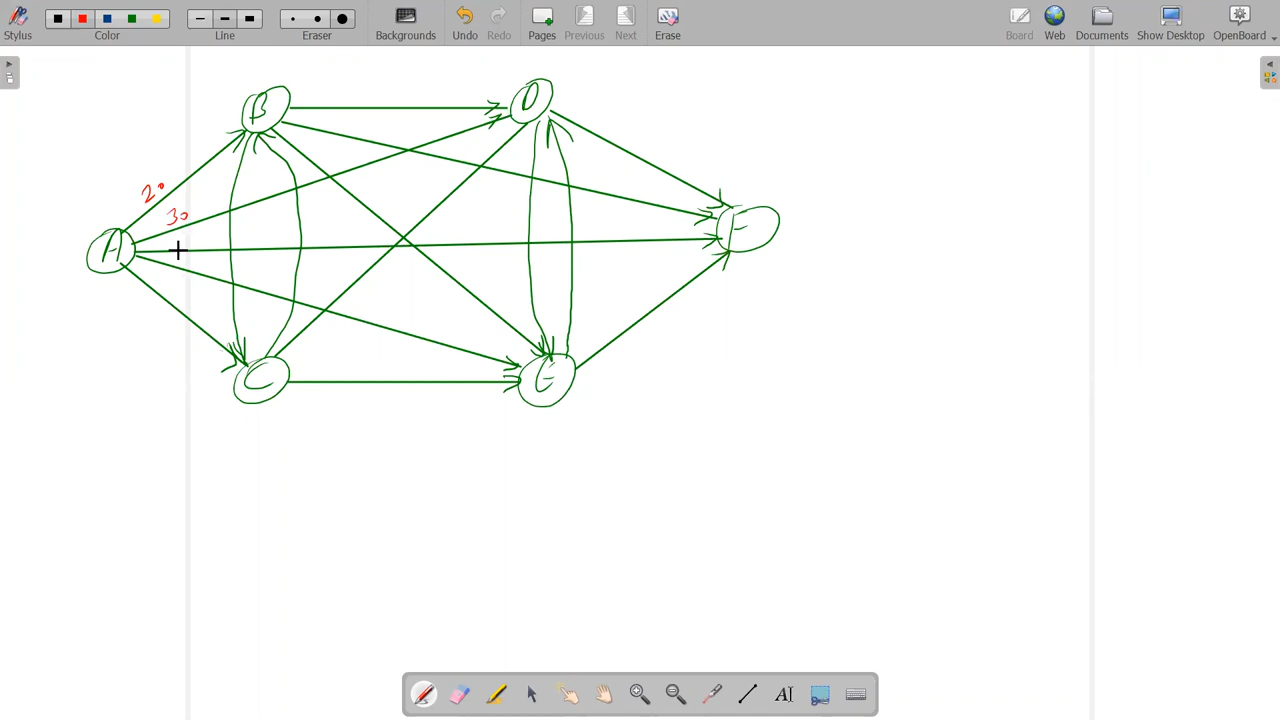 Stylus Color Line Eraser Backgrounds Undo Redo Pages Previous Next Erase Board Web Documents Show Desktop OpenBoard
B D
20
30
A F
C E
AI